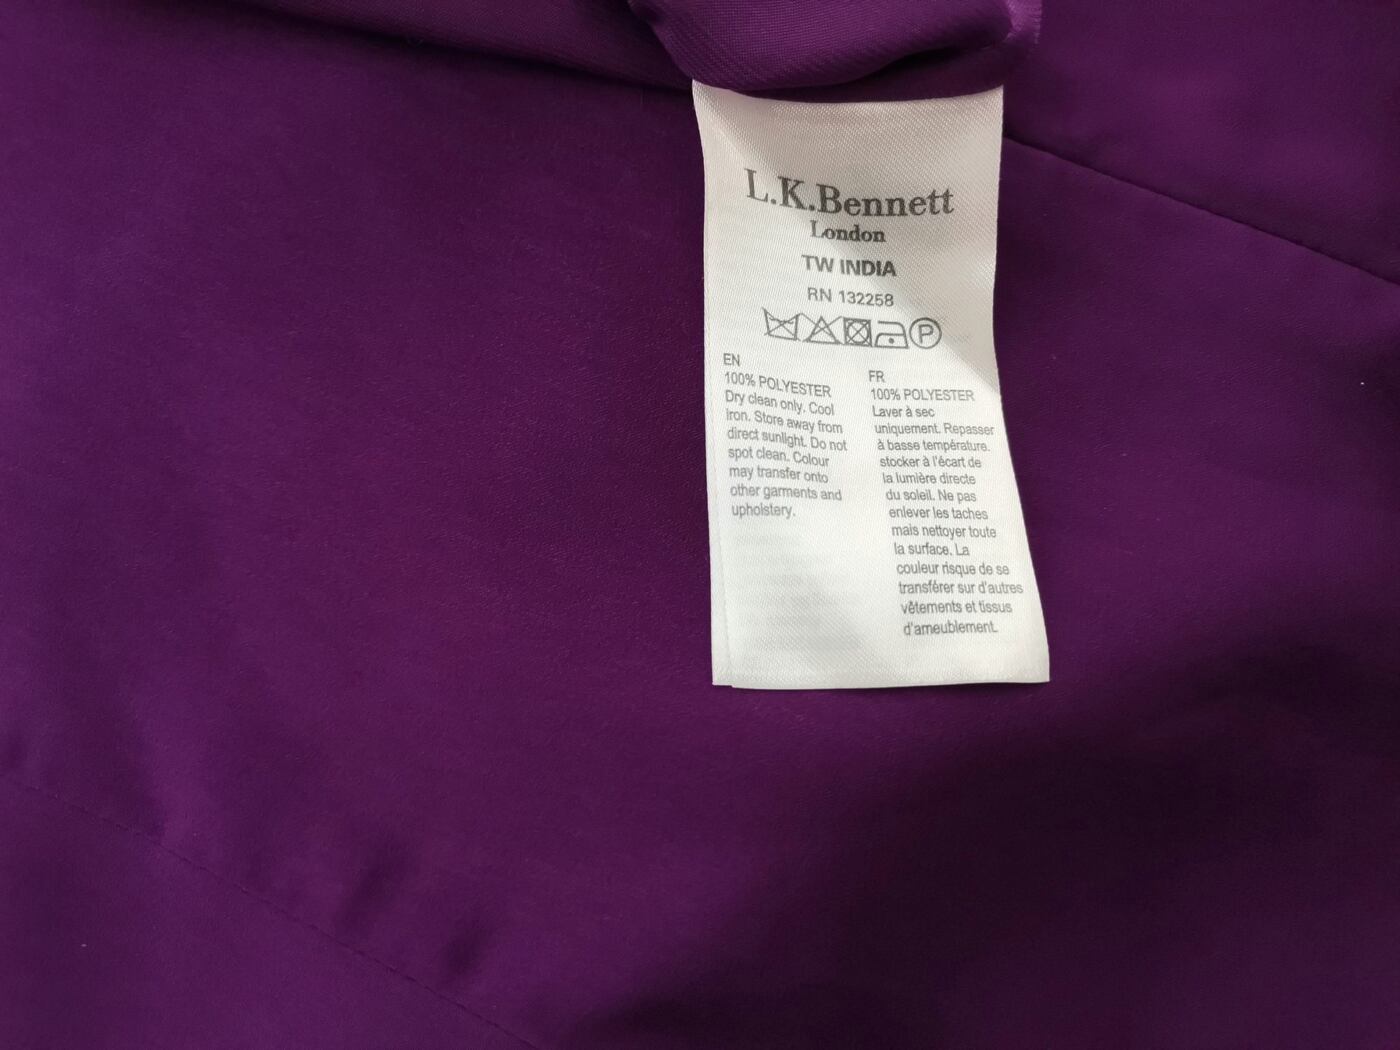 L.K.Bennett
London
TW INDIA
RN 132258
P
EN
100% POLYESTER
Dry clean only. Cool
Iron. Store away from
direct sunlight. Do not
spot clean. Colour
may transfer onto
other garments and
upholstery.
FR
100% POLYESTER
Laver à sec
uniquement. Repasser
à basse température.
stocker à l'écart de
la lumière directe
du soleil. Ne pas
enlever les taches
mais nettoyer toute
la surface. La
couleur risque de se
transférer sur d'autres
vêtements et tissus
d'ameublement.